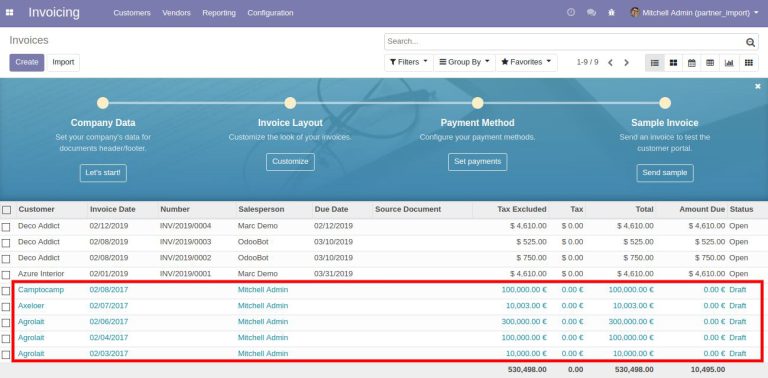 Invoicing Customers Vendors Reporting Configuration Mitchell Admin (partner_import)
Invoices Search...
Create Import Filters Group By Favorites 1-9 / 9
Company Data Invoice Layout Payment Method Sample Invoice
Set your company's data for Customize the look of your invoices. Configure your payment methods. Send an invoice to test the
documents header/footer. customer portal.
Let's start! Customize Set payments Send sample
Customer Invoice Date Number Salesperson Due Date Source Document Tax Excluded Tax Total Amount Due Status
Deco Addict 02/12/2019 INV/2019/0004 Marc Demo 02/12/2019 $ 4,610.00 $ 0.00 $ 4,610.00 $ 4,610.00 Open
Deco Addict 02/08/2019 INV/2019/0003 OdooBot 03/10/2019 $ 525.00 $ 0.00 $ 525.00 $ 525.00 Open
Deco Addict 02/08/2019 INV/2019/0002 OdooBot 03/10/2019 $ 750.00 $ 0.00 $ 750.00 $ 750.00 Open
Azure Interior 02/01/2019 INV/2019/0001 Marc Demo 03/31/2019 $ 4,610.00 $ 0.00 $ 4,610.00 $ 4,610.00 Open
Camptocamp 02/08/2017 Mitchell Admin 100,000.00 € 0.00 € 100,000.00 € 0.00 € Draft
Axeloer 02/07/2017 Mitchell Admin 10,003.00 € 0.00 € 10,003.00 € 0.00 € Draft
Agrolait 02/06/2017 Mitchell Admin 300,000.00 € 0.00 € 300,000.00 € 0.00 € Draft
Agrolait 02/04/2017 Mitchell Admin 100,000.00 € 0.00 € 100,000.00 € 0.00 € Draft
Agrolait 02/03/2017 Mitchell Admin 10,000.00 € 0.00 € 10,000.00 € 0.00 € Draft
530,498.00 0.00 530,498.00 10,495.00